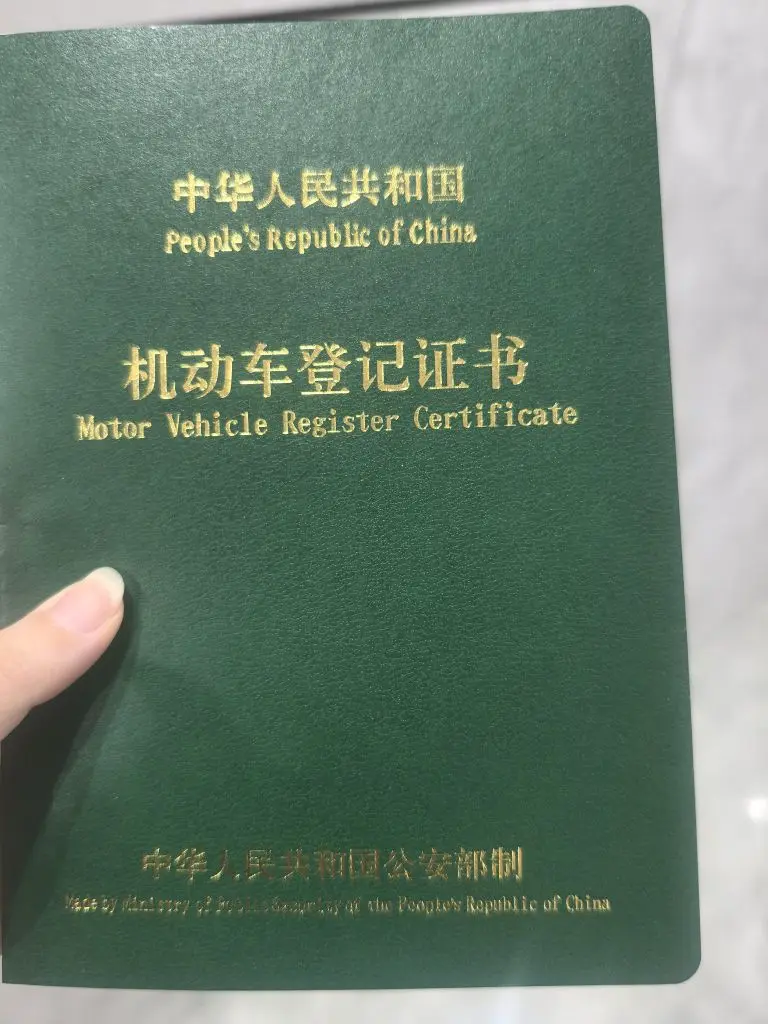 中华人民共和国
People's Republic of China
机动车登记证书
Motor Vehicle Register Certificate
中华人民共和国公安部制
Made by Ministry of Public Security of the People's Republic of China